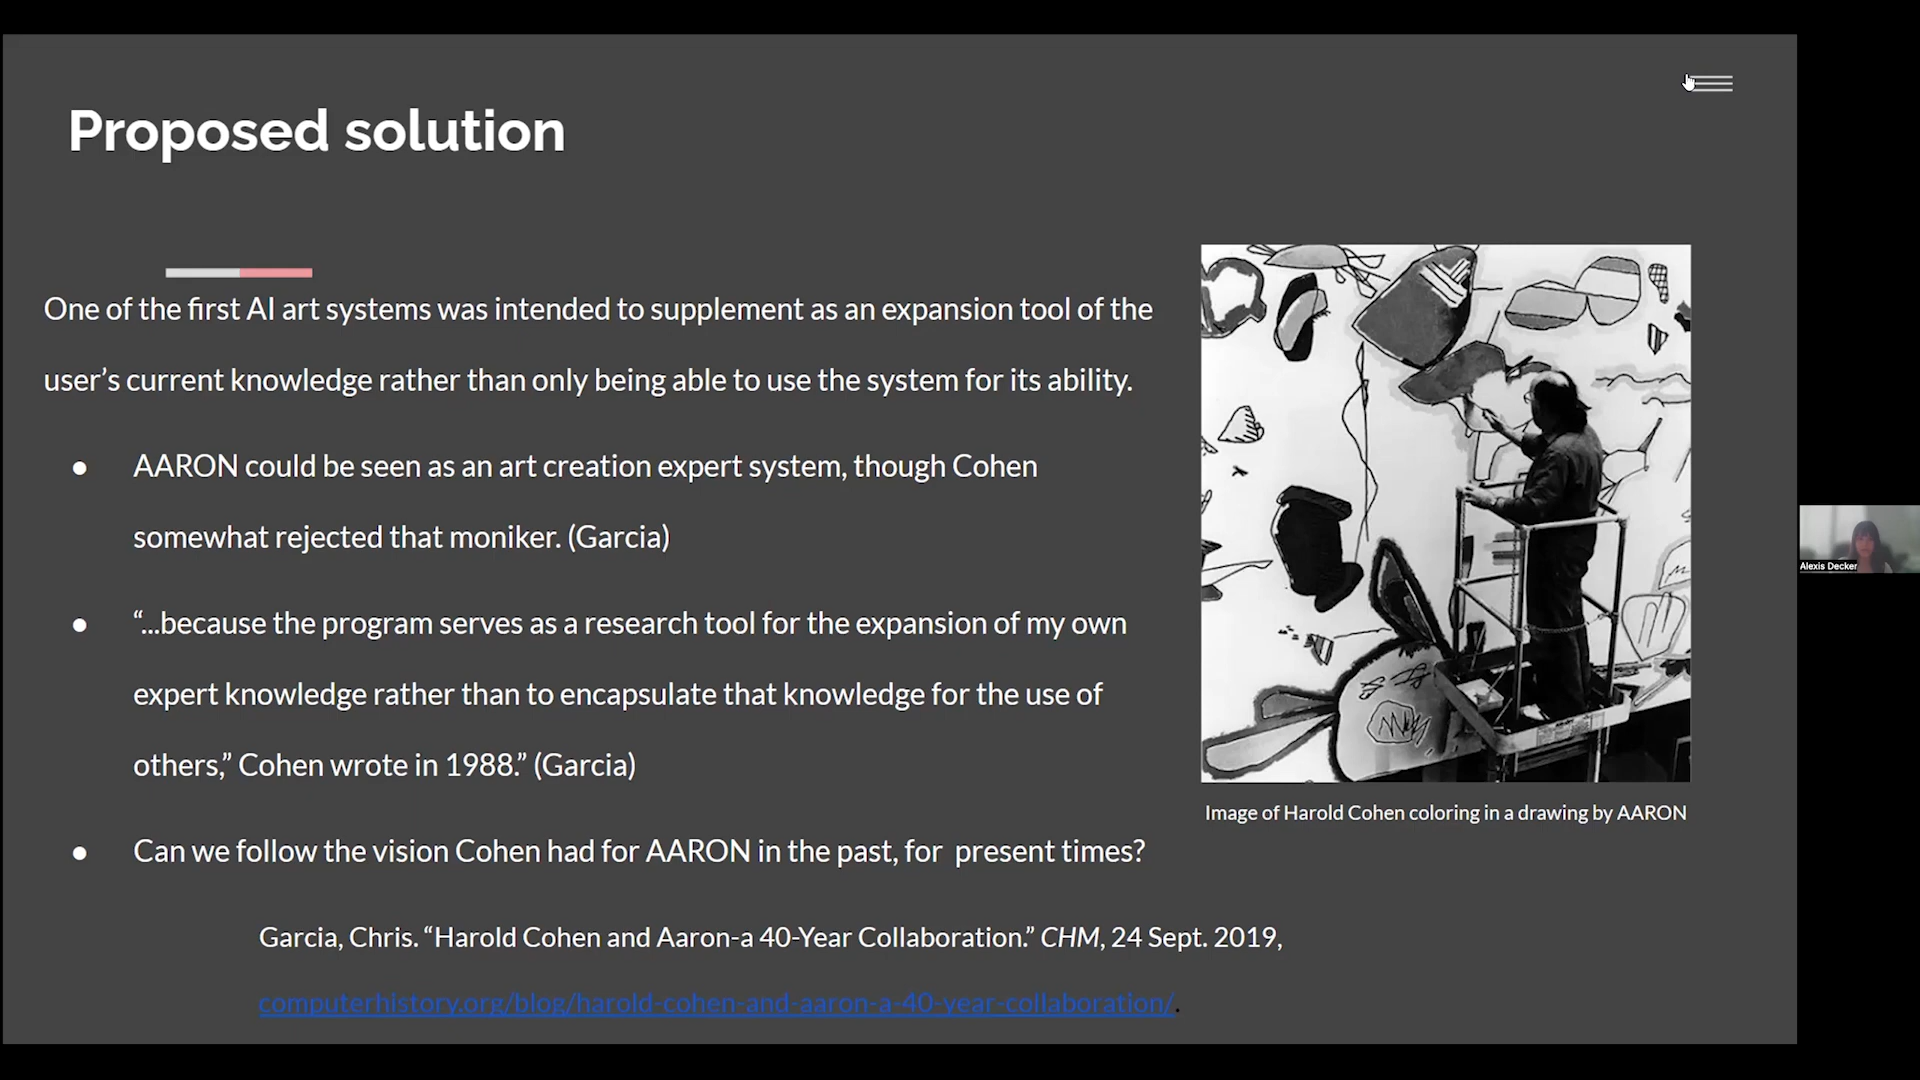 Proposed solution
One of the first AI art systems was intended to supplement as an expansion tool of the
user’s current knowledge rather than only being able to use the system for its ability.
● AARON could be seen as an art creation expert system, though Cohen
somewhat rejected that moniker. (Garcia)
● “...because the program serves as a research tool for the expansion of my own
expert knowledge rather than to encapsulate that knowledge for the use of
others,” Cohen wrote in 1988.” (Garcia)
● Can we follow the vision Cohen had for AARON in the past, for present times?
Image of Harold Cohen coloring in a drawing by AARON
Garcia, Chris. “Harold Cohen and Aaron-a 40-Year Collaboration.” CHM, 24 Sept. 2019,
computerhistory.org/blog/harold-cohen-and-aaron-a-40-year-collaboration/.
Alexis Decker